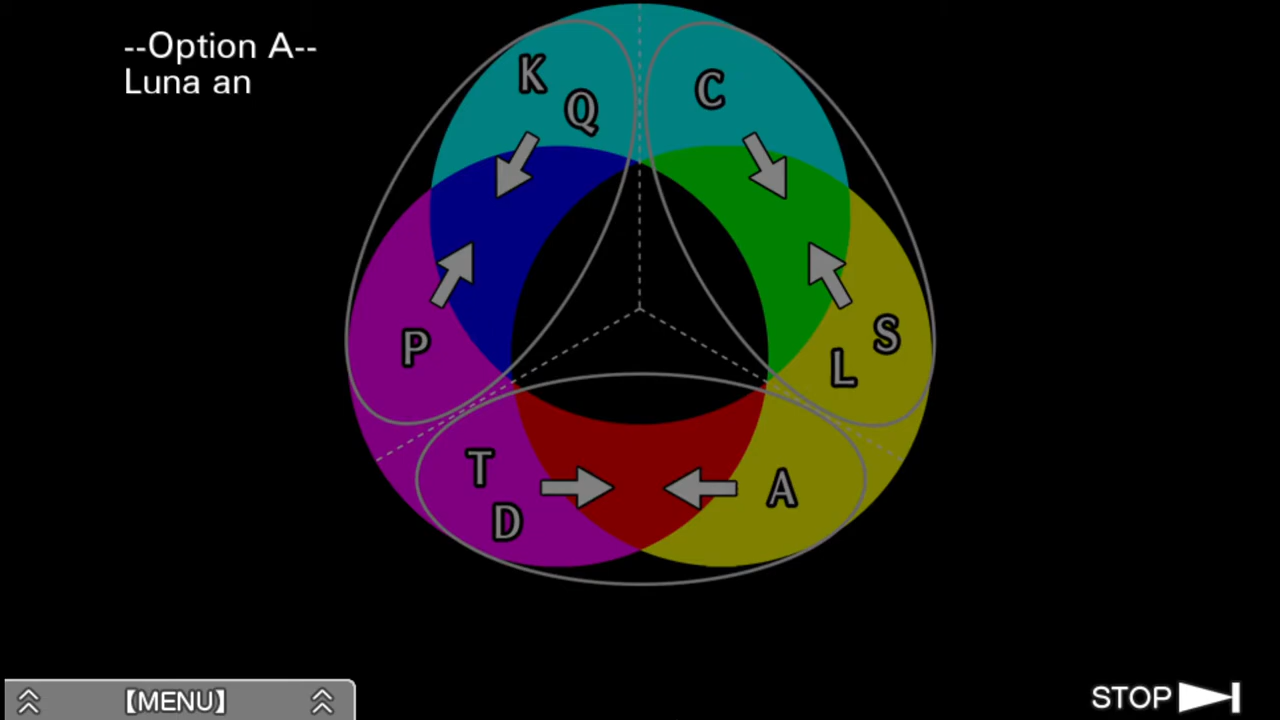 --Option A--
Luna an
K
Q
C
P
S
L
T
D
A
【MENU】
STOP